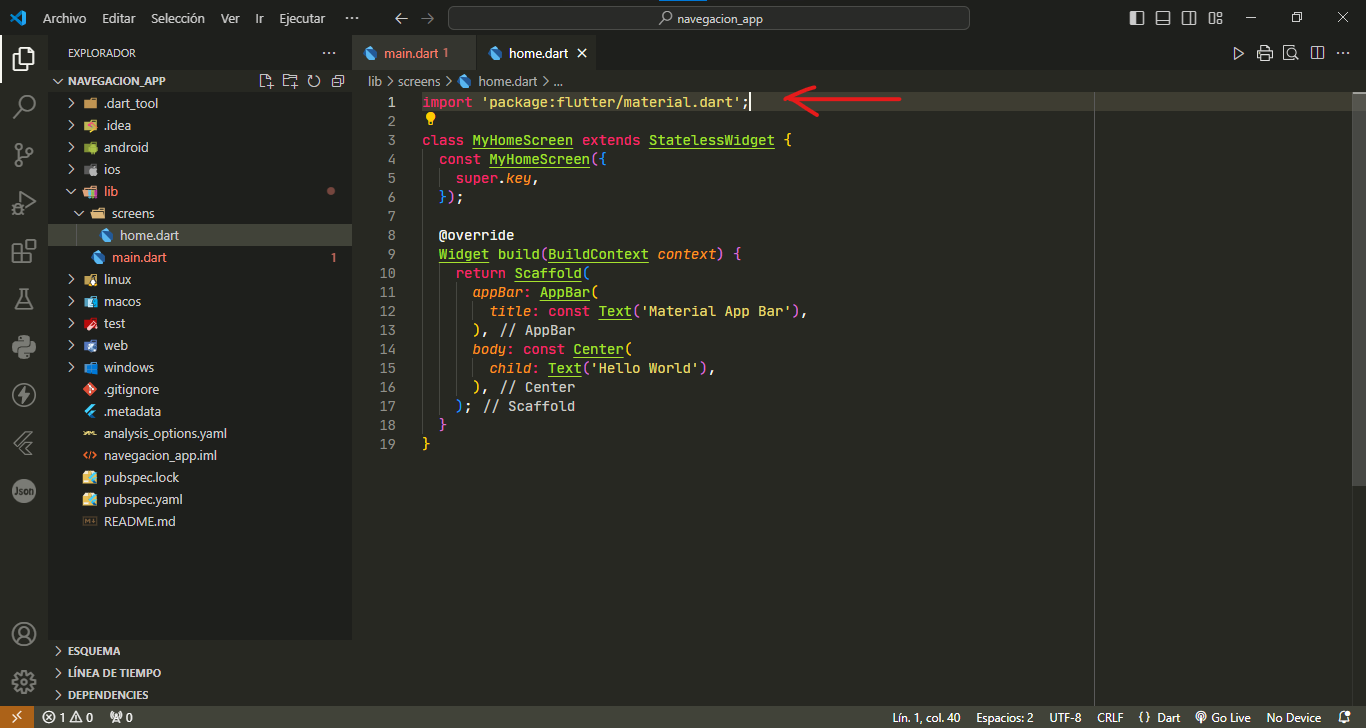 Archivo Editar Selección Ver Ir Ejecutar ··· navegacion_app
EXPLORADOR ···
NAVEGACION_APP
.dart_tool
.idea
android
ios
lib
screens
home.dart
main.dart 1
linux
macos
test
web
windows
.gitignore
.metadata
analysis_options.yaml
navegacion_app.iml
pubspec.lock
pubspec.yaml
README.md
ESQUEMA
LÍNEA DE TIEMPO
DEPENDENCIES
Json
main.dart 1 home.dart
lib > screens > home.dart > ...
1 import 'package:flutter/material.dart';
2
3 class MyHomeScreen extends StatelessWidget {
4 const MyHomeScreen({
5 super.key,
6 });
7
8 @override
9 Widget build(BuildContext context) {
10 return Scaffold(
11 appBar: AppBar(
12 title: const Text('Material App Bar'),
13 ), // AppBar
14 body: const Center(
15 child: Text('Hello World'),
16 ), // Center
17 ); // Scaffold
18 }
19 }
1 0 0 Lín. 1, col. 40 Espacios: 2 UTF-8 CRLF {} Dart Go Live No Device